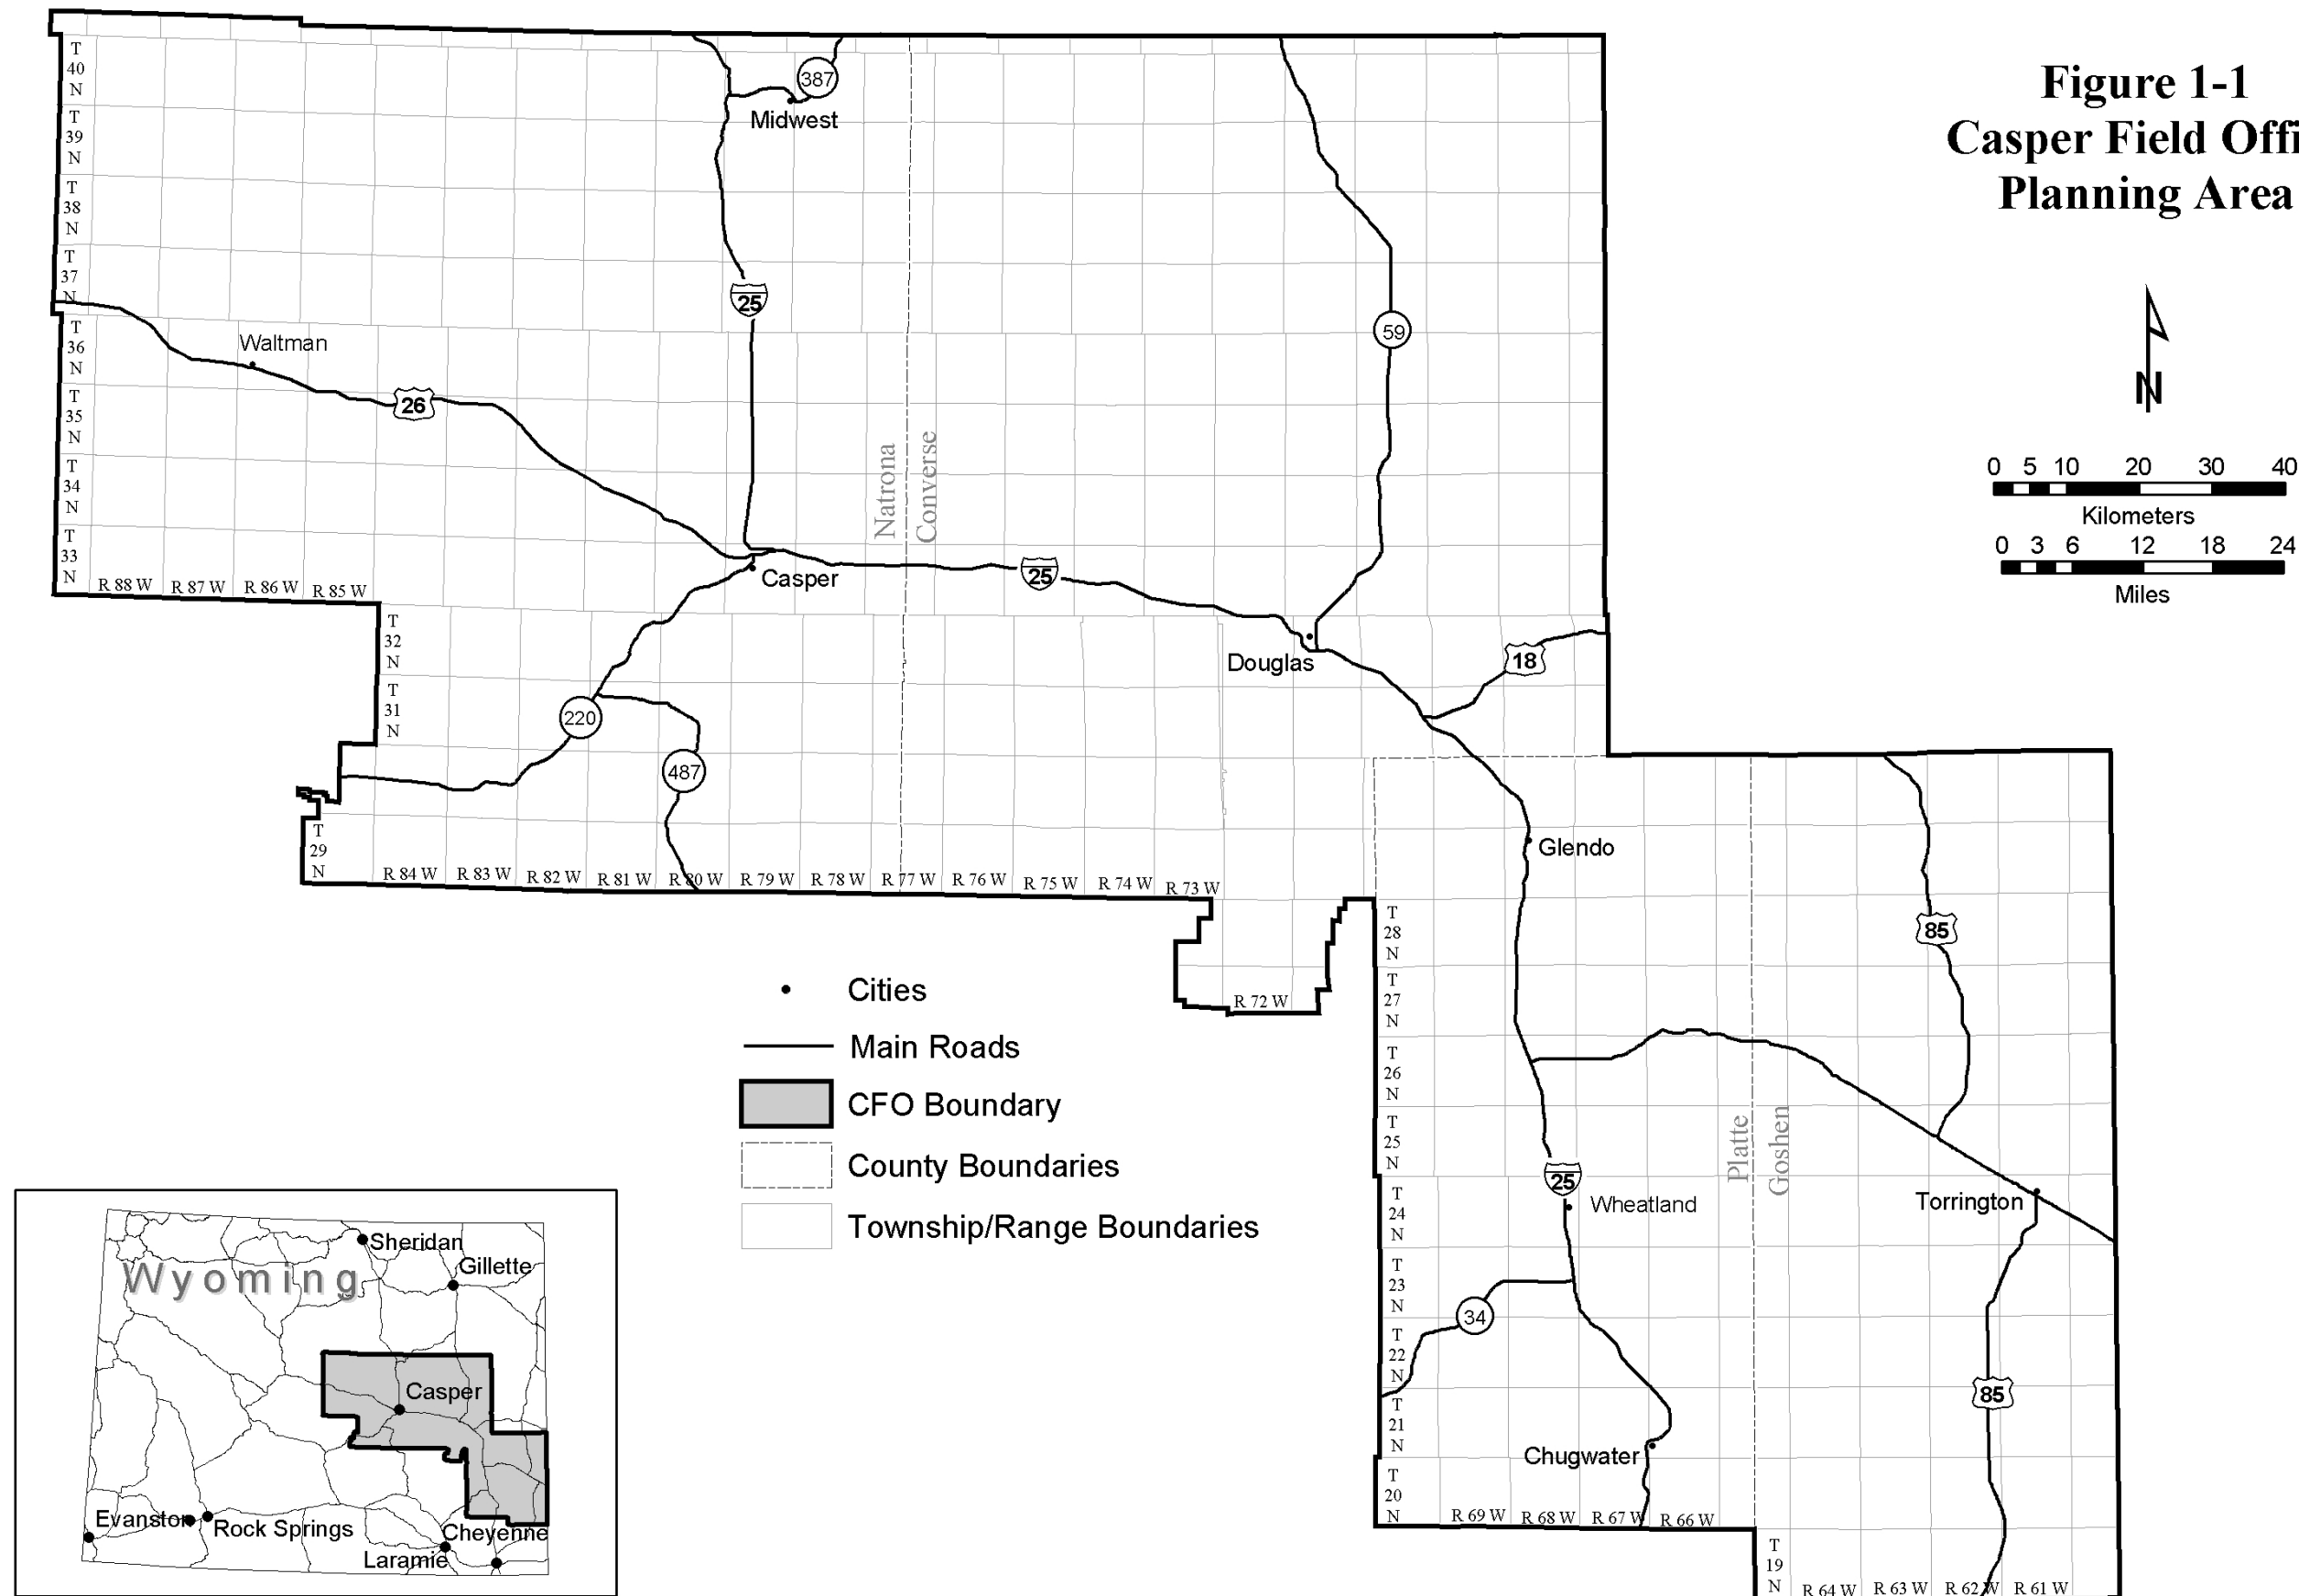 Figure 1-1
Casper Field Offi
Planning Area
N
0 5 10 20 30 40
Kilometers
0 3 6 12 18 24
Miles
T
40
N
T
39
N
T
38
N
T
37
N
T
36
N
T
35
N
T
34
N
T
33
N
R 88 W R 87 W R 86 W R 85 W
387
Midwest
25
59
Waltman
26
Natrona
Converse
Casper
25
Douglas
18
T
32
N
T
31
N
220
487
T
29
N
R 84 W R 83 W R 82 W R 81 W R 80 W R 79 W R 78 W R 77 W R 76 W R 75 W R 74 W R 73 W
R 72 W
Glendo
85
T
28
N
T
27
N
T
26
N
T
25
N
T
24
N
T
23
N
T
22
N
T
21
N
T
20
N
Platte
Goshen
25
Wheatland
Torrington
34
85
Chugwater
R 69 W R 68 W R 67 W R 66 W
T
19
N
R 64 W R 63 W R 62 W R 61 W
Cities
Main Roads
CFO Boundary
County Boundaries
Township/Range Boundaries
Wyoming
Sheridan
Gillette
Casper
Evanston
Rock Springs
Cheyenne
Laramie